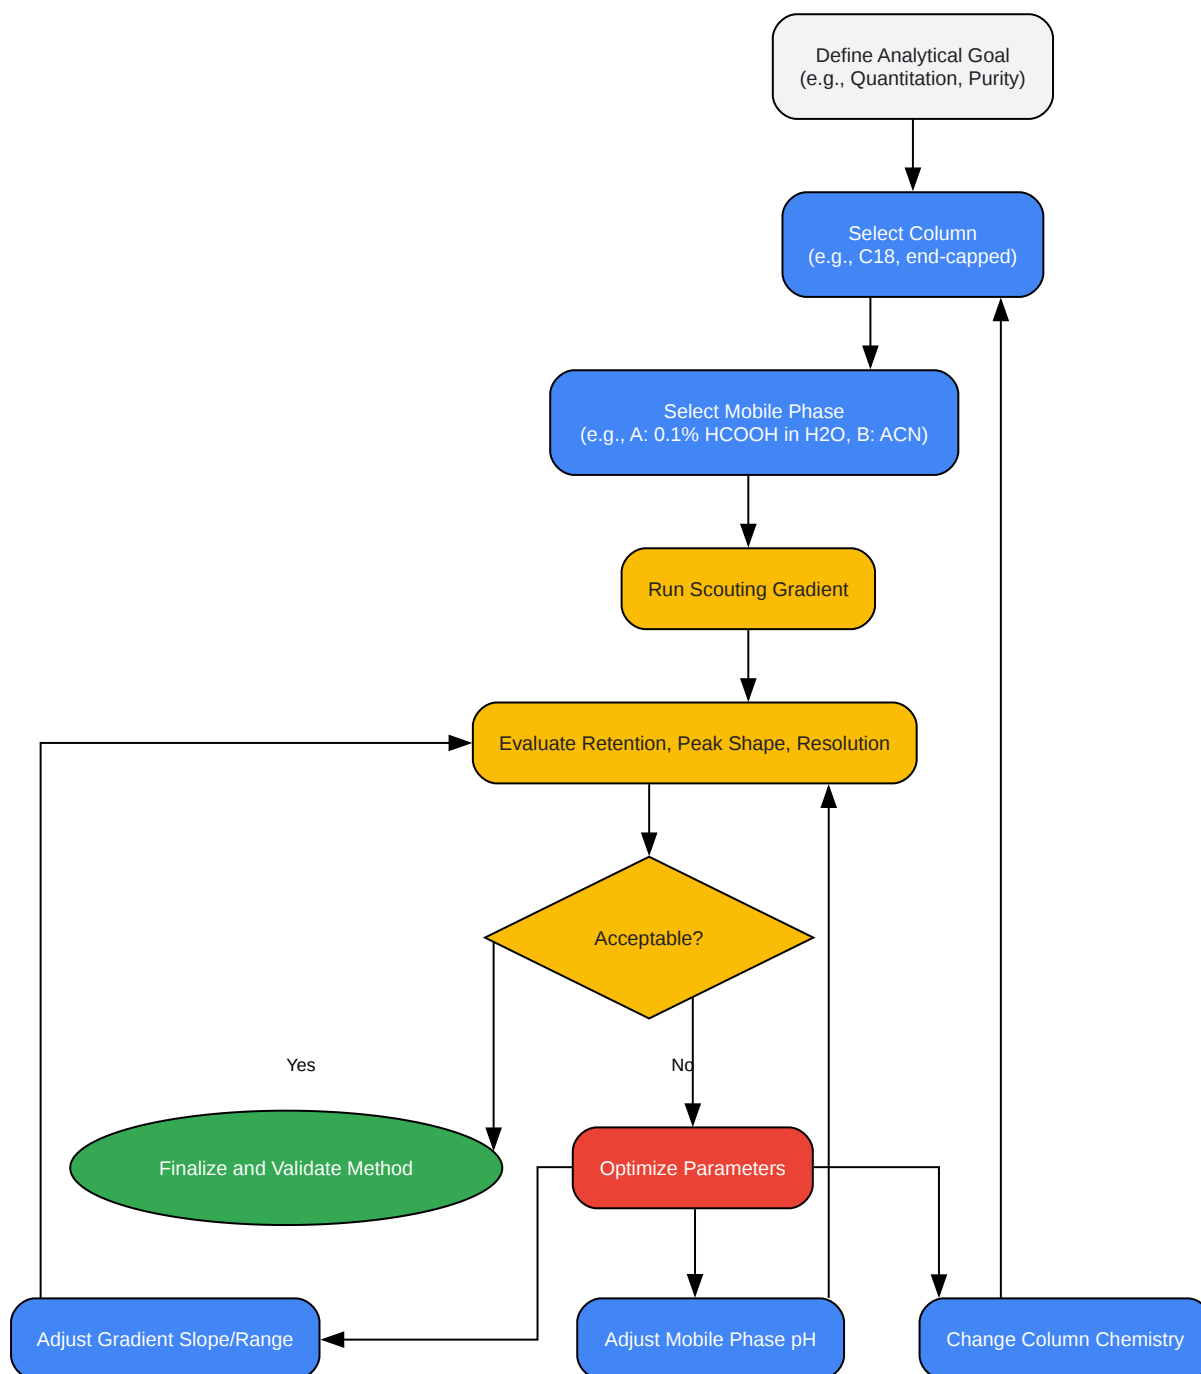 Define Analytical Goal
(e.g., Quantitation, Purity)
Select Column
(e.g., C18, end-capped)
Select Mobile Phase
(e.g., A: 0.1% HCOOH in H2O, B: ACN)
Run Scouting Gradient
Evaluate Retention, Peak Shape, Resolution
Acceptable?
Yes
No
Finalize and Validate Method
Optimize Parameters
Adjust Gradient Slope/Range
Adjust Mobile Phase pH
Change Column Chemistry